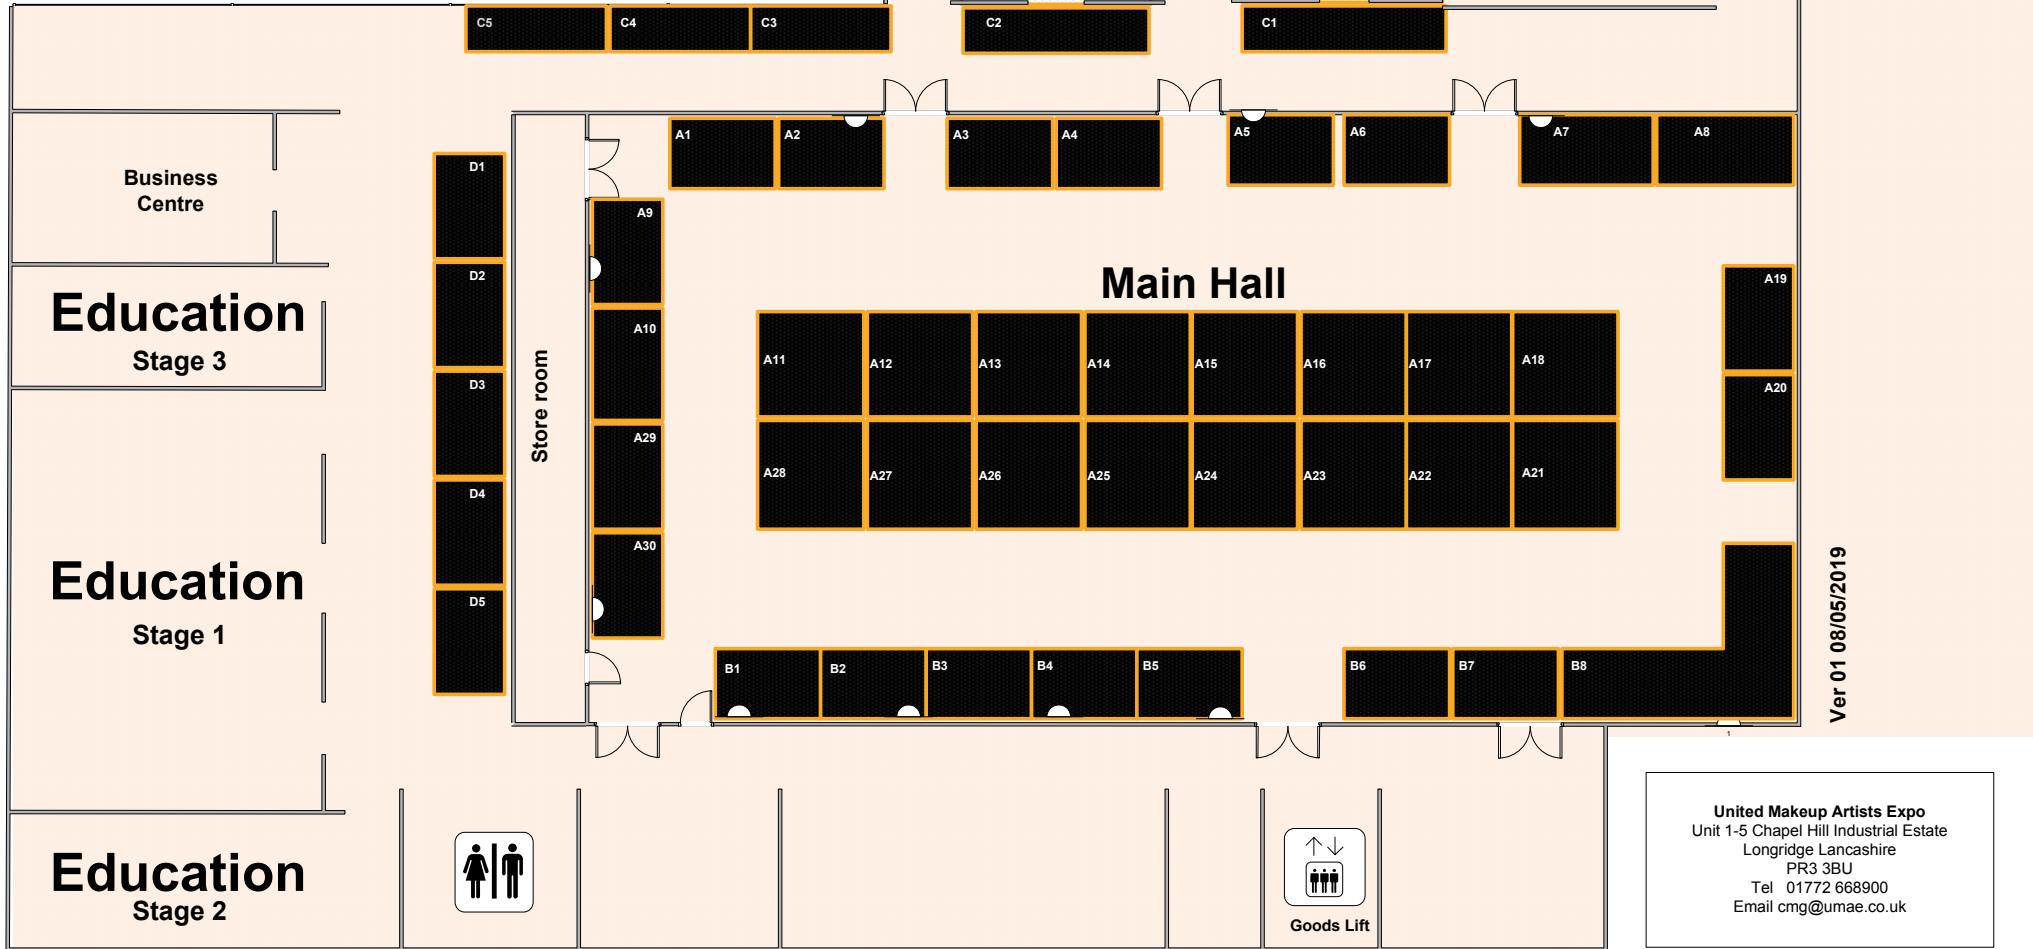 C5
C4
C3
C2
C1
A1
A2
A3
A4
A5
A6
A7
A8
D1
Business
Centre
A9
D2
Main Hall
A19
Education
Stage 3
A10
Store room
A11
A12
A13
A14
A15
A16
A17
A18
D3
A20
A29
A28
A27
A26
A25
A24
A23
A22
A21
D4
A30
Education
Stage 1
D5
Ver 01 08/05/2019
B1
B2
B3
B4
B5
B6
B7
B8
1
United Makeup Artists Expo
Unit 1-5 Chapel Hill Industrial Estate
Longridge Lancashire
PR3 3BU
Tel 01772 668900
Email cmg@umae.co.uk
Education
Stage 2
Goods Lift